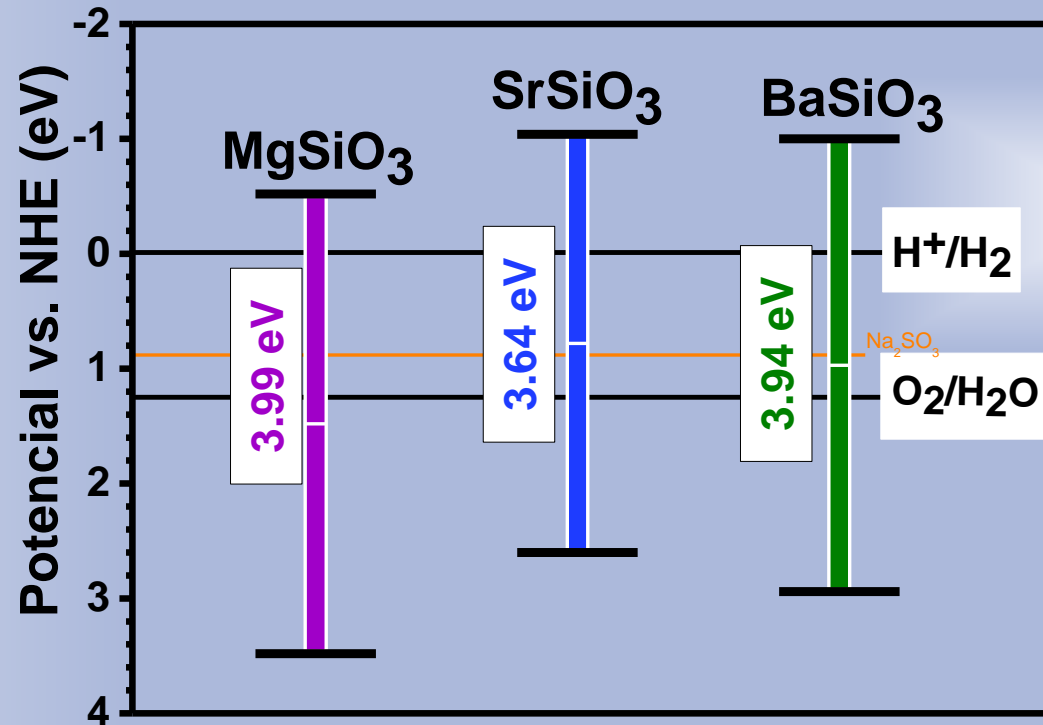 Potencial vs. NHE (eV)
-2
-1
0
1
2
3
4
MgSiO3
SrSiO3
BaSiO3
3.99 eV
3.64 eV
3.94 eV
H+/H2
Na2SO3
O2/H2O